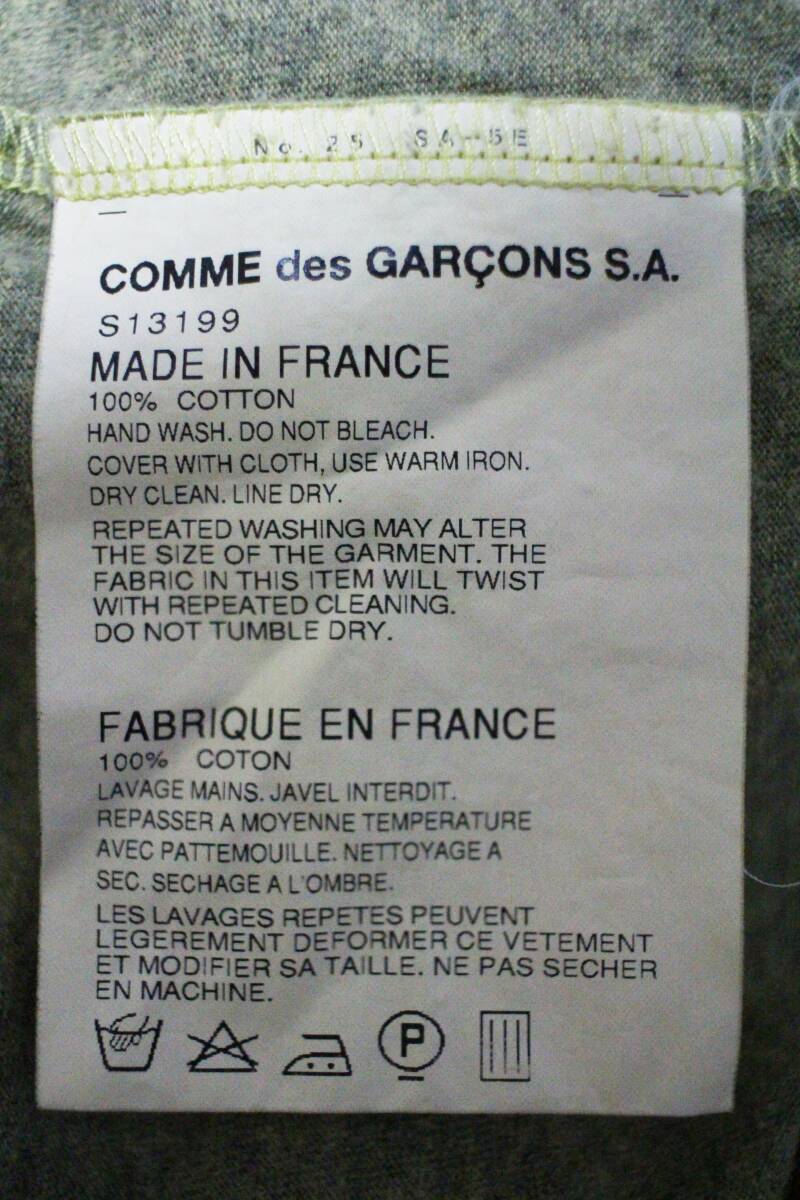 No. 25 SA-5E
COMME des GARÇONS S.A.
S13199
MADE IN FRANCE
100% COTTON
HAND WASH. DO NOT BLEACH.
COVER WITH CLOTH, USE WARM IRON.
DRY CLEAN. LINE DRY.
REPEATED WASHING MAY ALTER
THE SIZE OF THE GARMENT. THE
FABRIC IN THIS ITEM WILL TWIST
WITH REPEATED CLEANING.
DO NOT TUMBLE DRY.
FABRIQUE EN FRANCE
100% COTON
LAVAGE MAINS. JAVEL INTERDIT.
REPASSER A MOYENNE TEMPERATURE
AVEC PATTEMOUILLE. NETTOYAGE A
SEC. SECHAGE A L'OMBRE.
LES LAVAGES REPETES PEUVENT
LEGEREMENT DEFORMER CE VETEMENT
ET MODIFIER SA TAILLE. NE PAS SECHER
EN MACHINE.
P